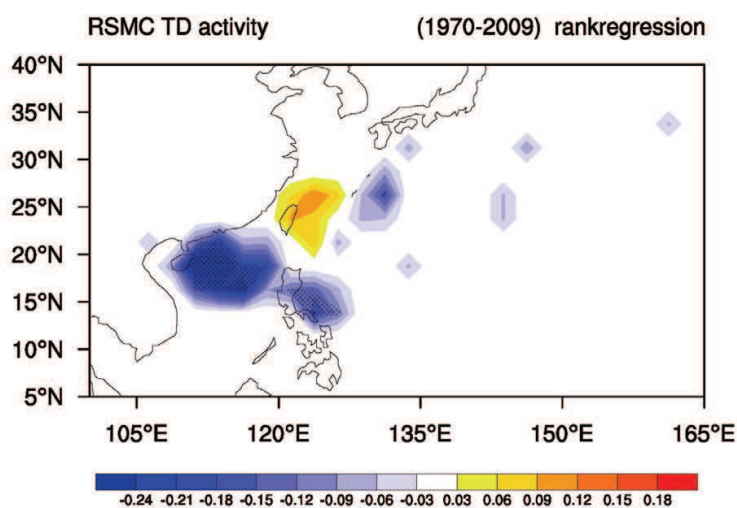 RSMC TD activity (1970-2009) rankregression
40°N
35°N
30°N
25°N
20°N
15°N
10°N
5°N
105°E 120°E 135°E 150°E 165°E
-0.24 -0.21 -0.18 -0.15 -0.12 -0.09 -0.06 -0.03 0.03 0.06 0.09 0.12 0.15 0.18